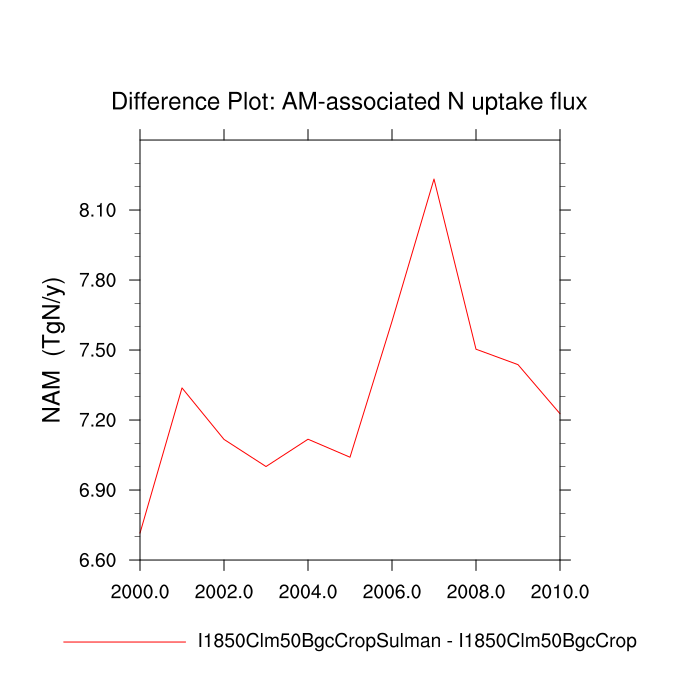 Difference Plot: AM-associated N uptake flux
NAM (TgN/y)
8.10
7.80
7.50
7.20
6.90
6.60
2000.0 2002.0 2004.0 2006.0 2008.0 2010.0
I1850Clm50BgcCropSulman - I1850Clm50BgcCrop